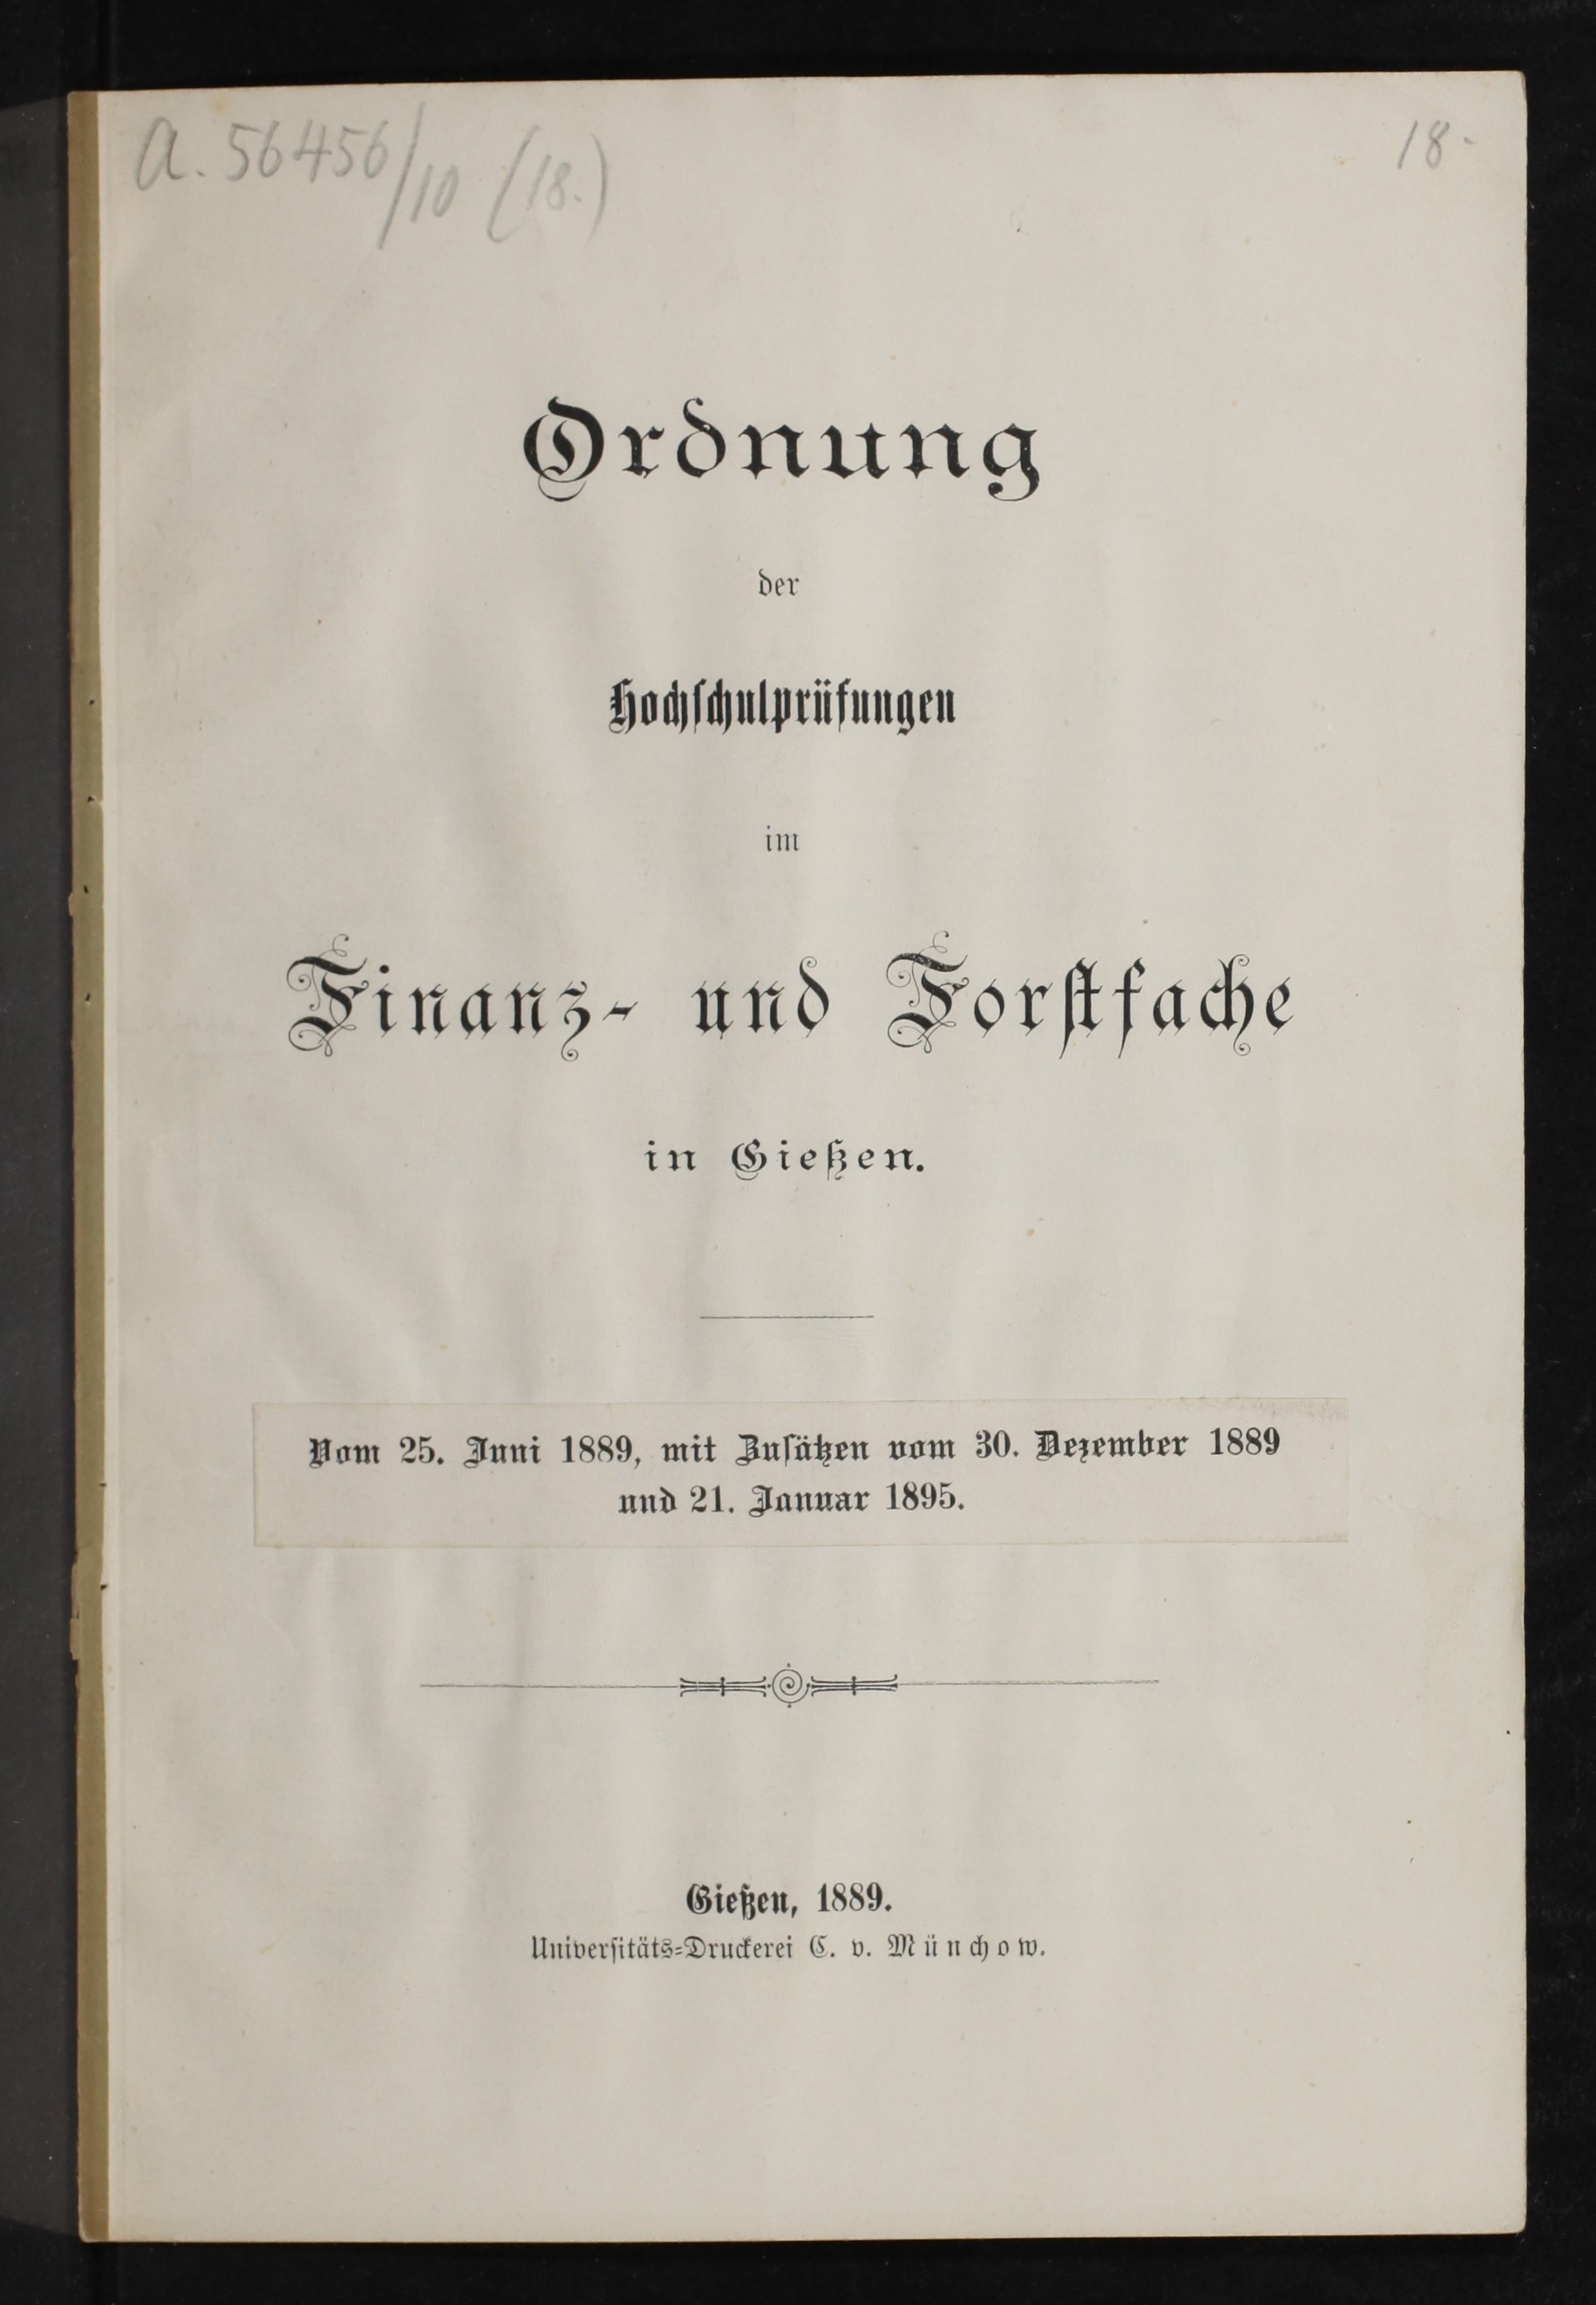 A. 56456/10 (18.)
18.
Ordnung
der
Hochſchulprüfungen
im
Finanz- und Forſtfache
in Gießen.
Vom 25. Juni 1889, mit Zuſätzen vom 30. Dezember 1889
und 21. Januar 1895.
Gießen, 1889.
Univerſitäts-Druckerei C. v. Münchow.